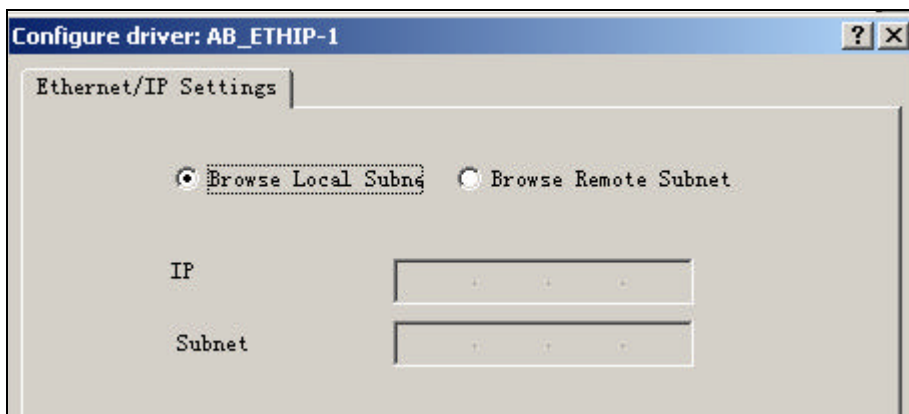 Configure driver: AB_ETHIP-1
Ethernet/IP Settings
Browse Local Subne Browse Remote Subnet
IP
Subnet